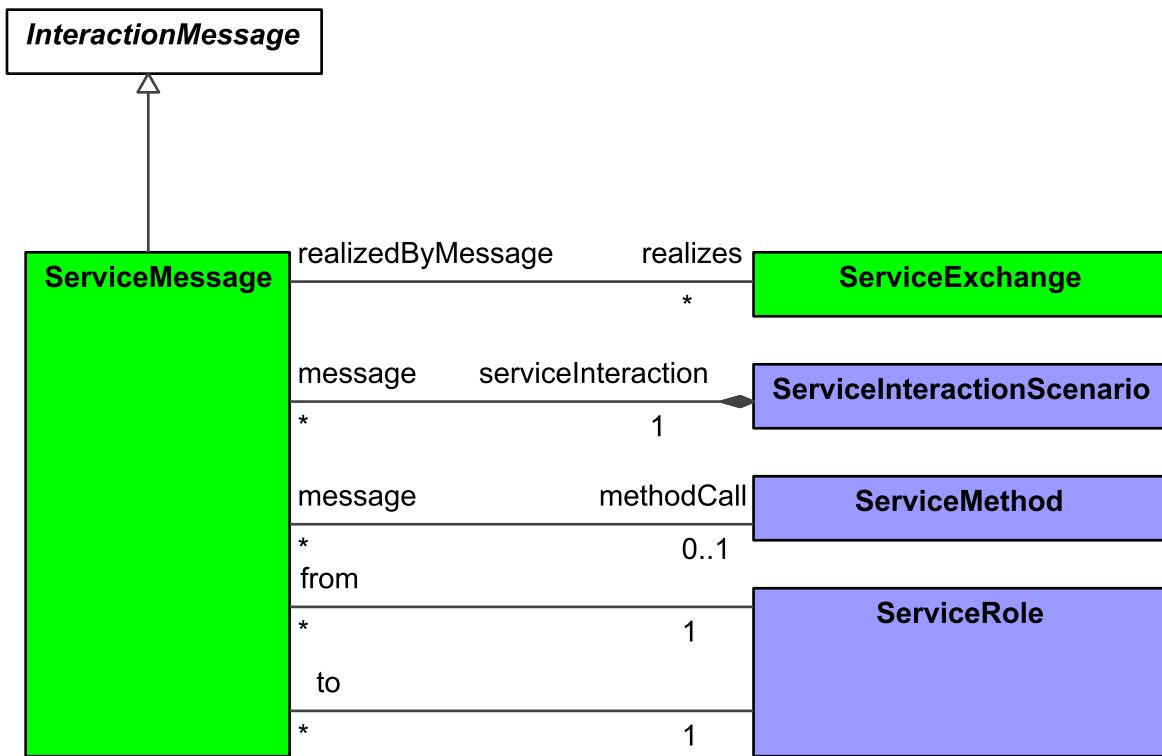 InteractionMessage
realizedByMessage realizes
ServiceMessage ServiceExchange
*
message serviceInteraction
ServiceInteractionScenario
* 1
message methodCall
ServiceMethod
* 0..1
from
ServiceRole
* 1
to
* 1